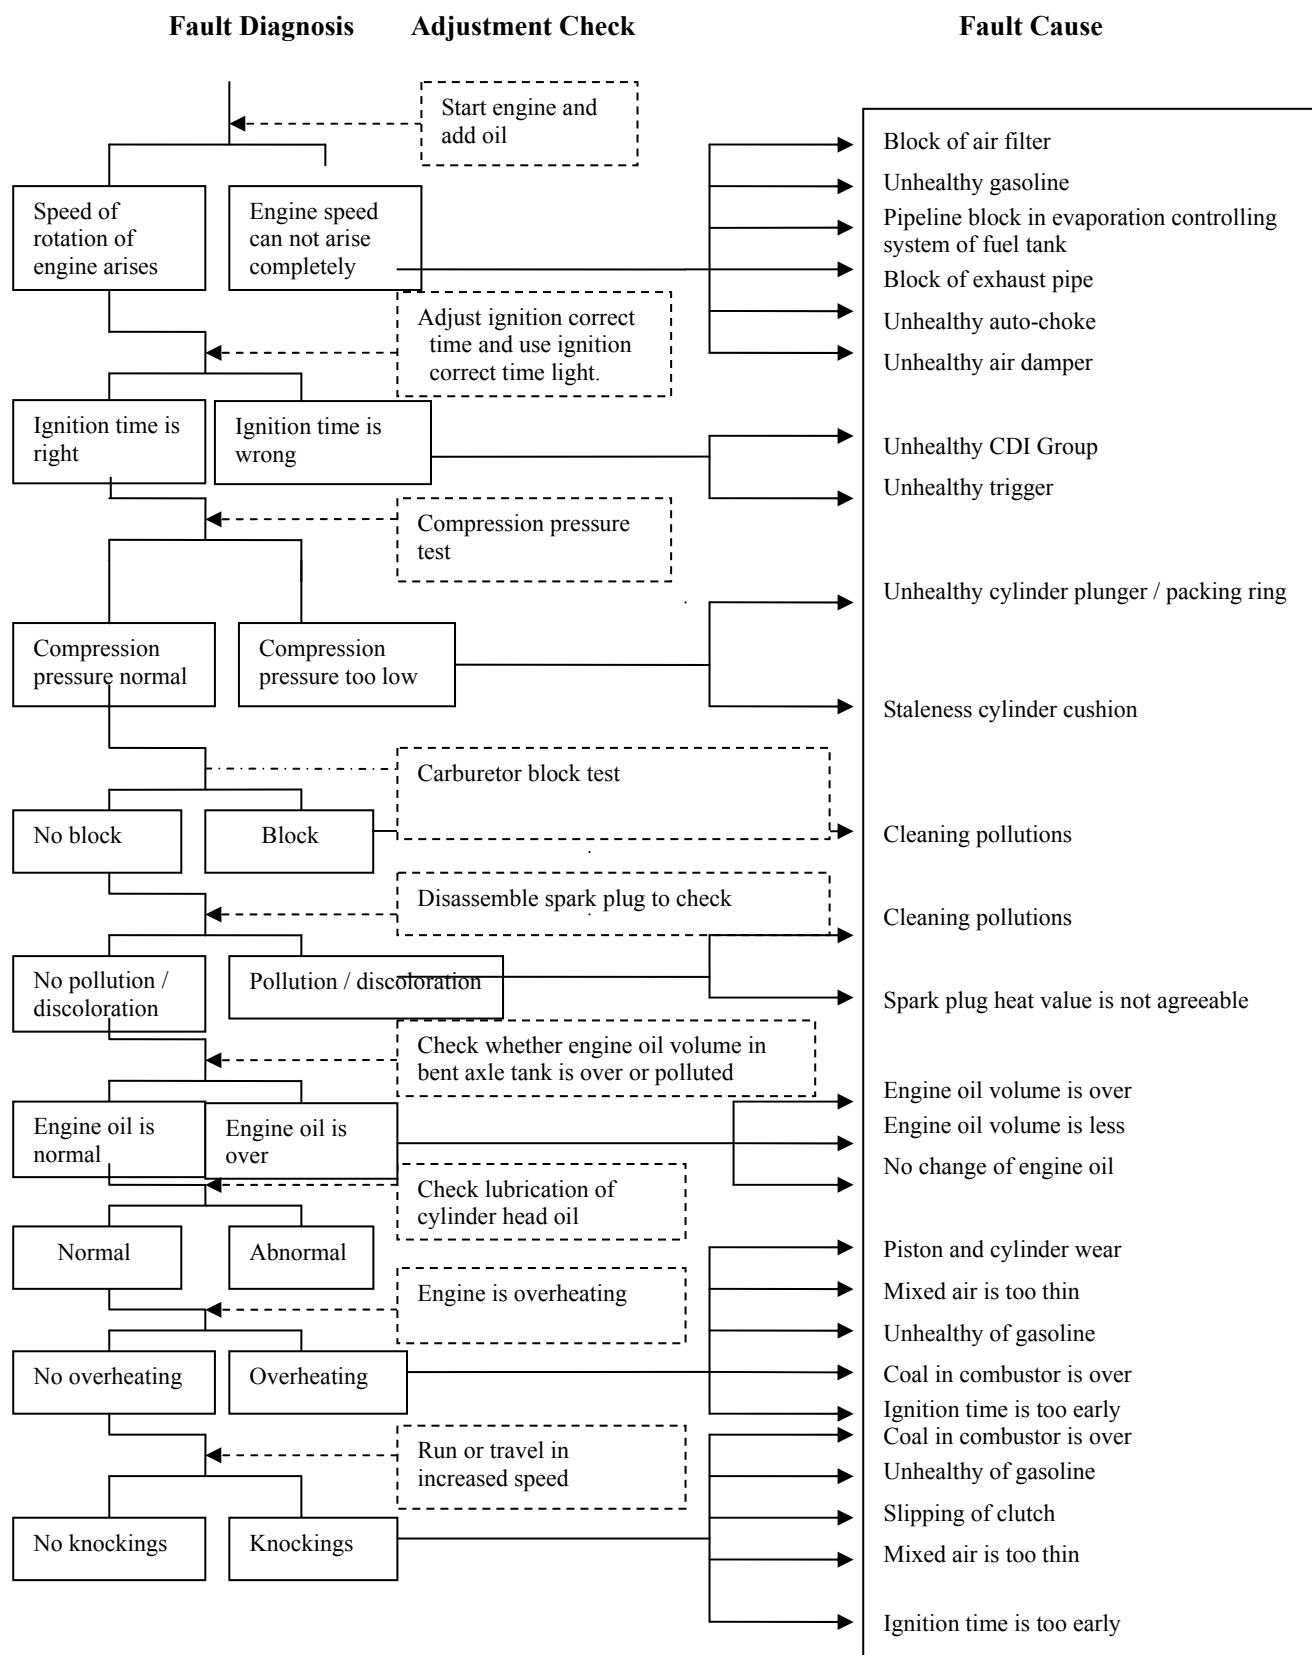 Fault Diagnosis
Adjustment Check
Fault Cause
Start engine and
add oil
Block of air filter
Unhealthy gasoline
Pipeline block in evaporation controlling
system of fuel tank
Block of exhaust pipe
Unhealthy auto-choke
Unhealthy air damper
Speed of
rotation of
engine arises
Engine speed
can not arise
completely
Adjust ignition correct
time and use ignition
correct time light.
Ignition time is
right
Ignition time is
wrong
Unhealthy CDI Group
Unhealthy trigger
Compression pressure
test
Unhealthy cylinder plunger / packing ring
Compression
pressure normal
Compression
pressure too low
Staleness cylinder cushion
Carburetor block test
No block
Block
Cleaning pollutions
Disassemble spark plug to check
Cleaning pollutions
No pollution /
discoloration
Pollution / discoloration
Spark plug heat value is not agreeable
Check whether engine oil volume in
bent axle tank is over or polluted
Engine oil volume is over
Engine oil is
normal
Engine oil is
over
Engine oil volume is less
No change of engine oil
Check lubrication of
cylinder head oil
Normal
Abnormal
Piston and cylinder wear
Mixed air is too thin
Engine is overheating
Unhealthy of gasoline
No overheating
Overheating
Coal in combustor is over
Ignition time is too early
Coal in combustor is over
Run or travel in
increased speed
Unhealthy of gasoline
Slipping of clutch
No knockings
Knockings
Mixed air is too thin
Ignition time is too early